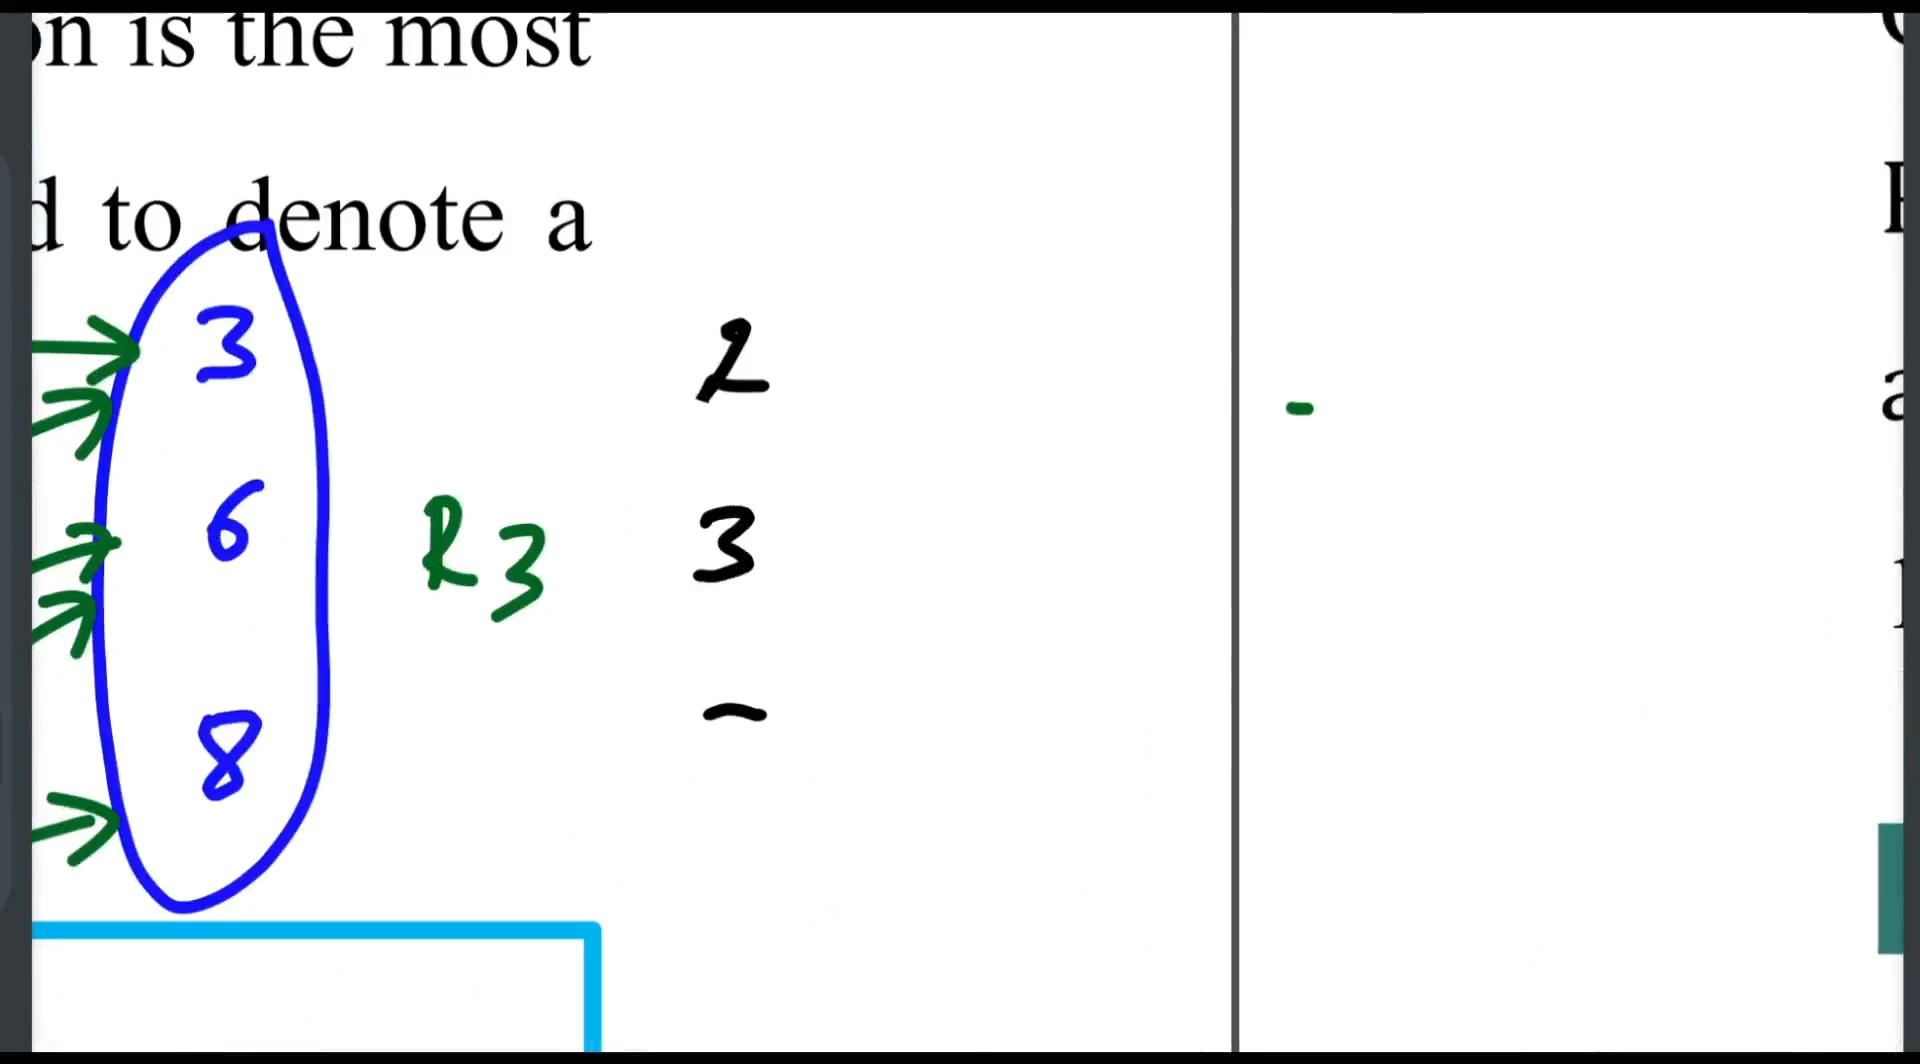 on is the most
d to denote a
3 2
6 R3 3
8